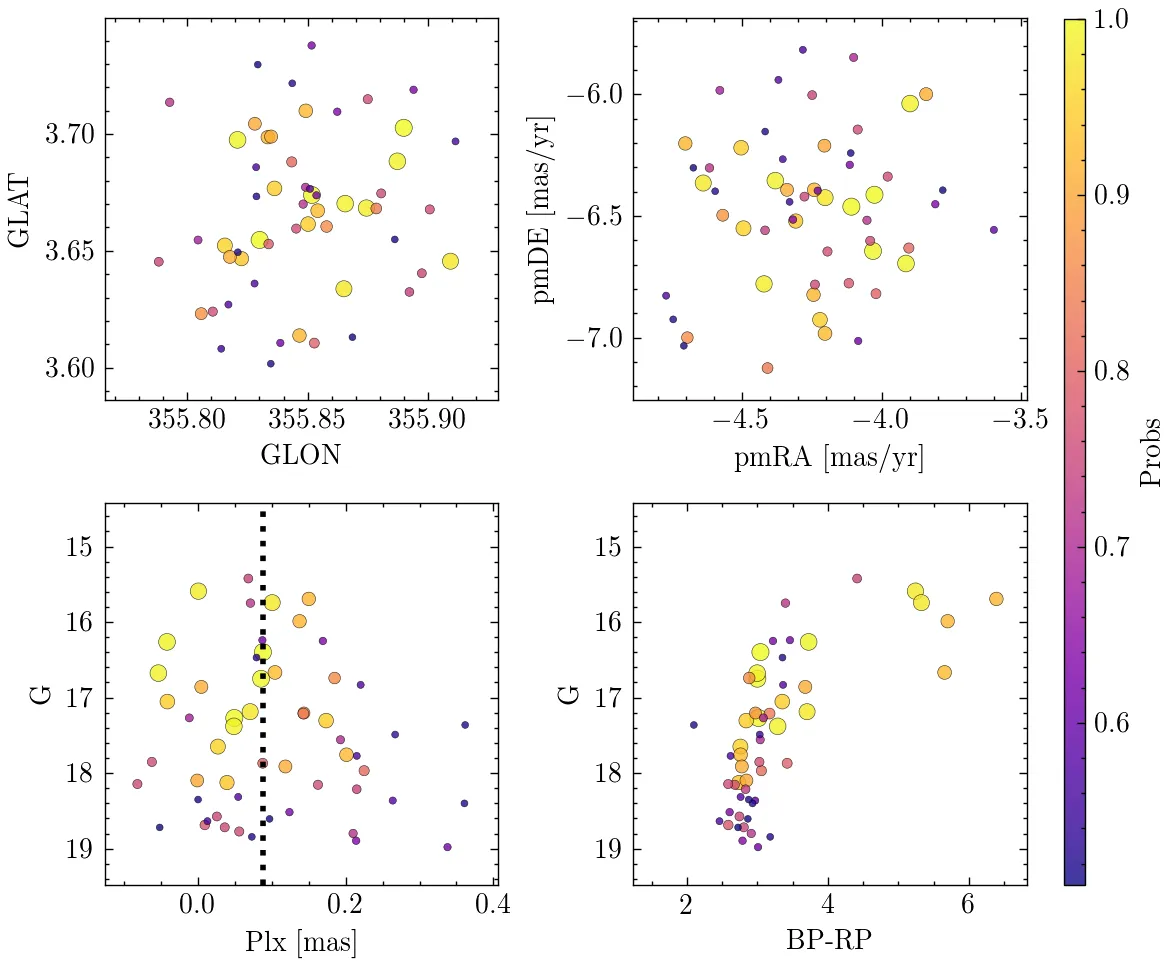 3.70
3.65
3.60
GLAT
355.80 355.85 355.90
GLON
−6.0
−6.5
−7.0
pmDE [mas/yr]
−4.5 −4.0 −3.5
pmRA [mas/yr]
15
16
17
18
19
G
0.0 0.2 0.4
Plx [mas]
15
16
17
18
19
G
2 4 6
BP-RP
1.0
0.9
0.8
0.7
0.6
Probs